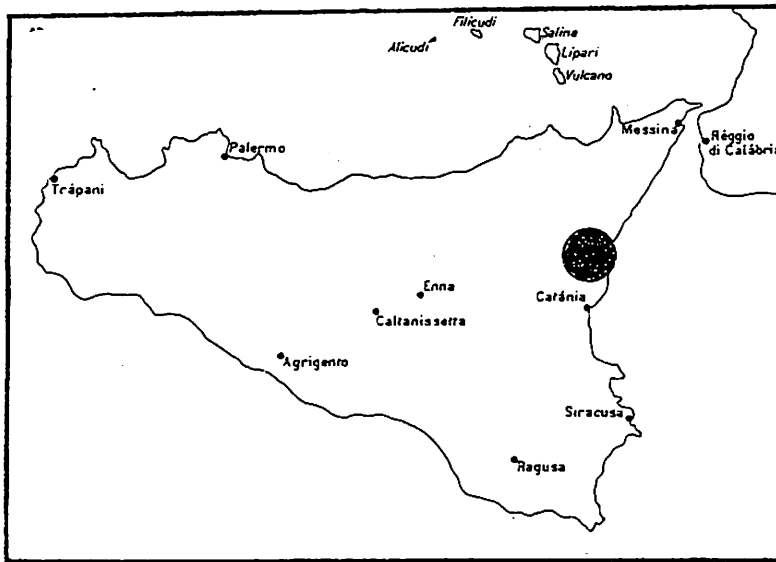 Filicudi
Alicudi
Salina
Lipari
Vulcano
Messina
Réggio
di Calábria
Palermo
Trápani
Enna
Caltanissetta
Catánia
Agrigento
Siracusa
Ragusa